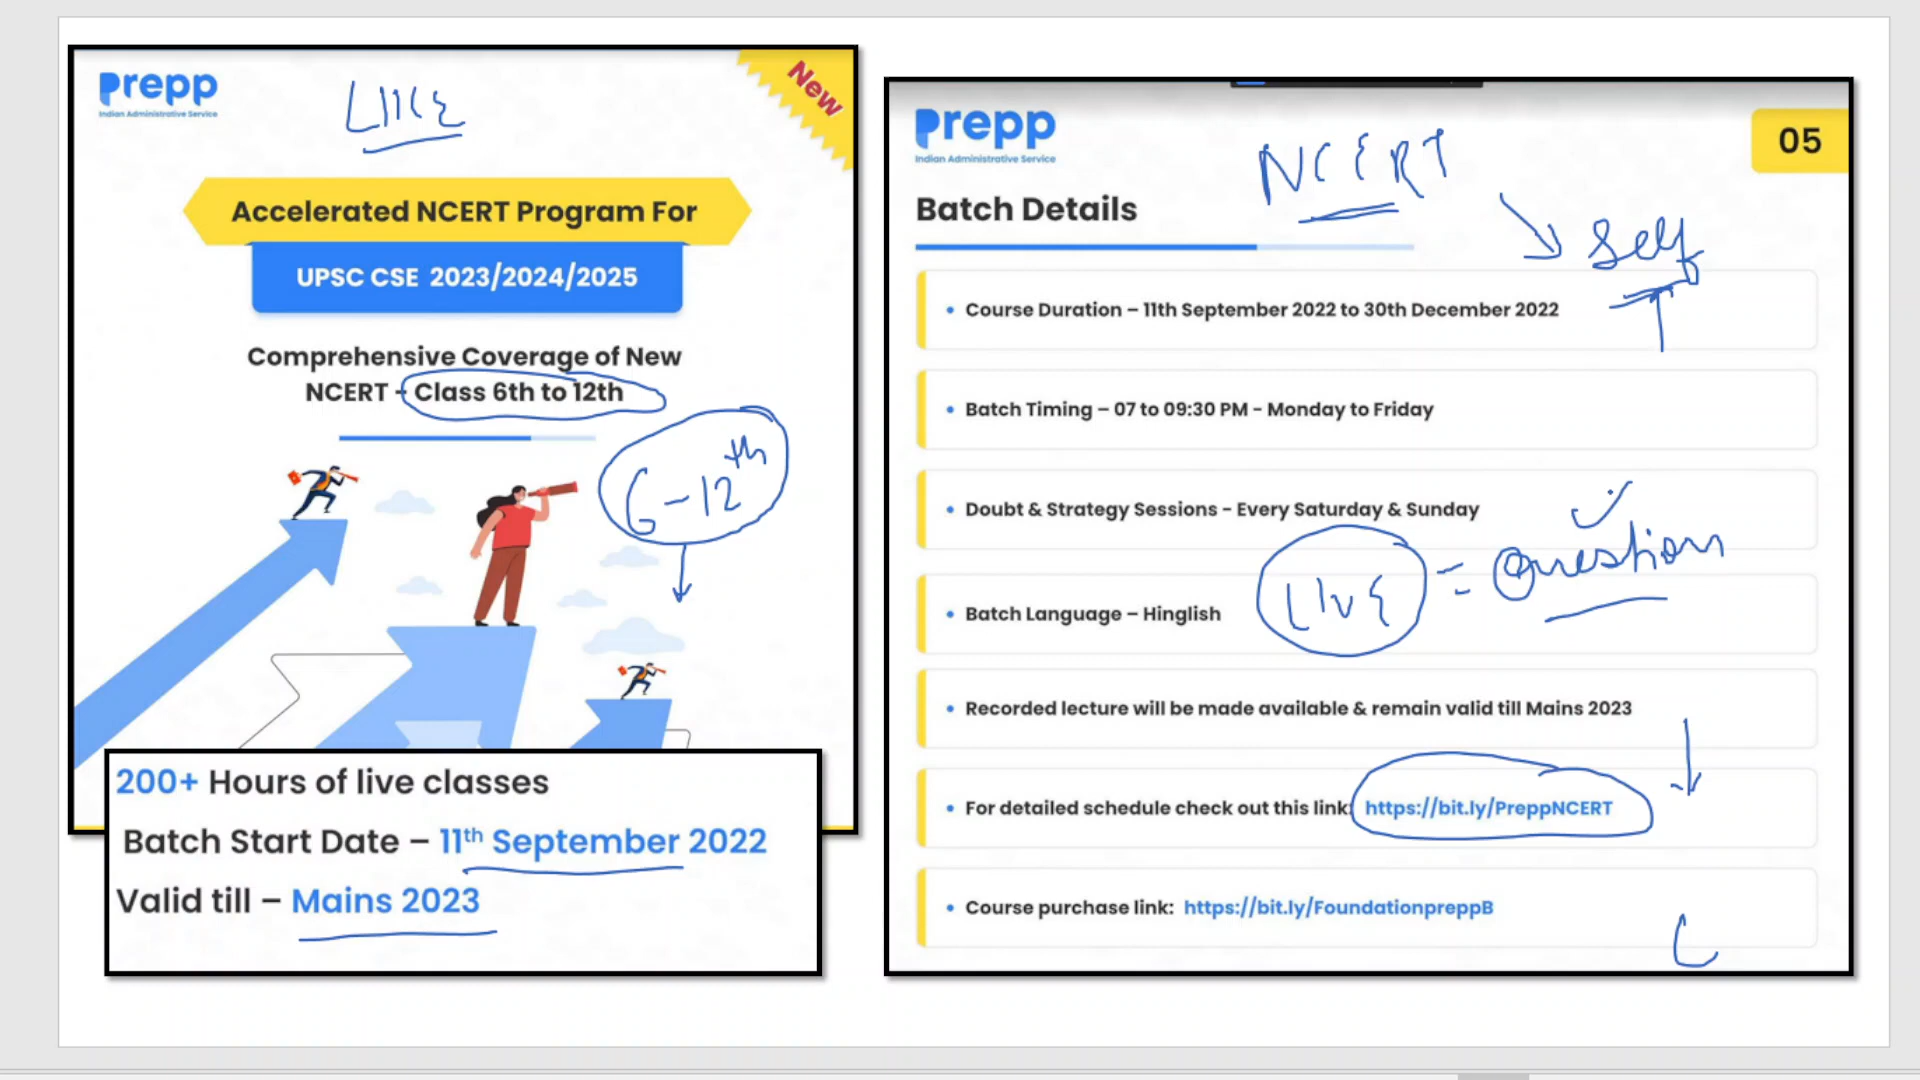 Prepp
Indian Administrative Service
LIKE
New
Accelerated NCERT Program For
UPSC CSE 2023/2024/2025
Comprehensive Coverage of New
NCERT - Class 6th to 12th
6-12th
200+ Hours of live classes
Batch Start Date – 11th September 2022
Valid till – Mains 2023
Prepp
Indian Administrative Service
NCERT
05
Batch Details
Self
• Course Duration – 11th September 2022 to 30th December 2022
• Batch Timing – 07 to 09:30 PM - Monday to Friday
• Doubt & Strategy Sessions - Every Saturday & Sunday
LIVE = Question
• Batch Language – Hinglish
• Recorded lecture will be made available & remain valid till Mains 2023
• For detailed schedule check out this link: https://bit.ly/PreppNCERT
• Course purchase link: https://bit.ly/FoundationpreppB